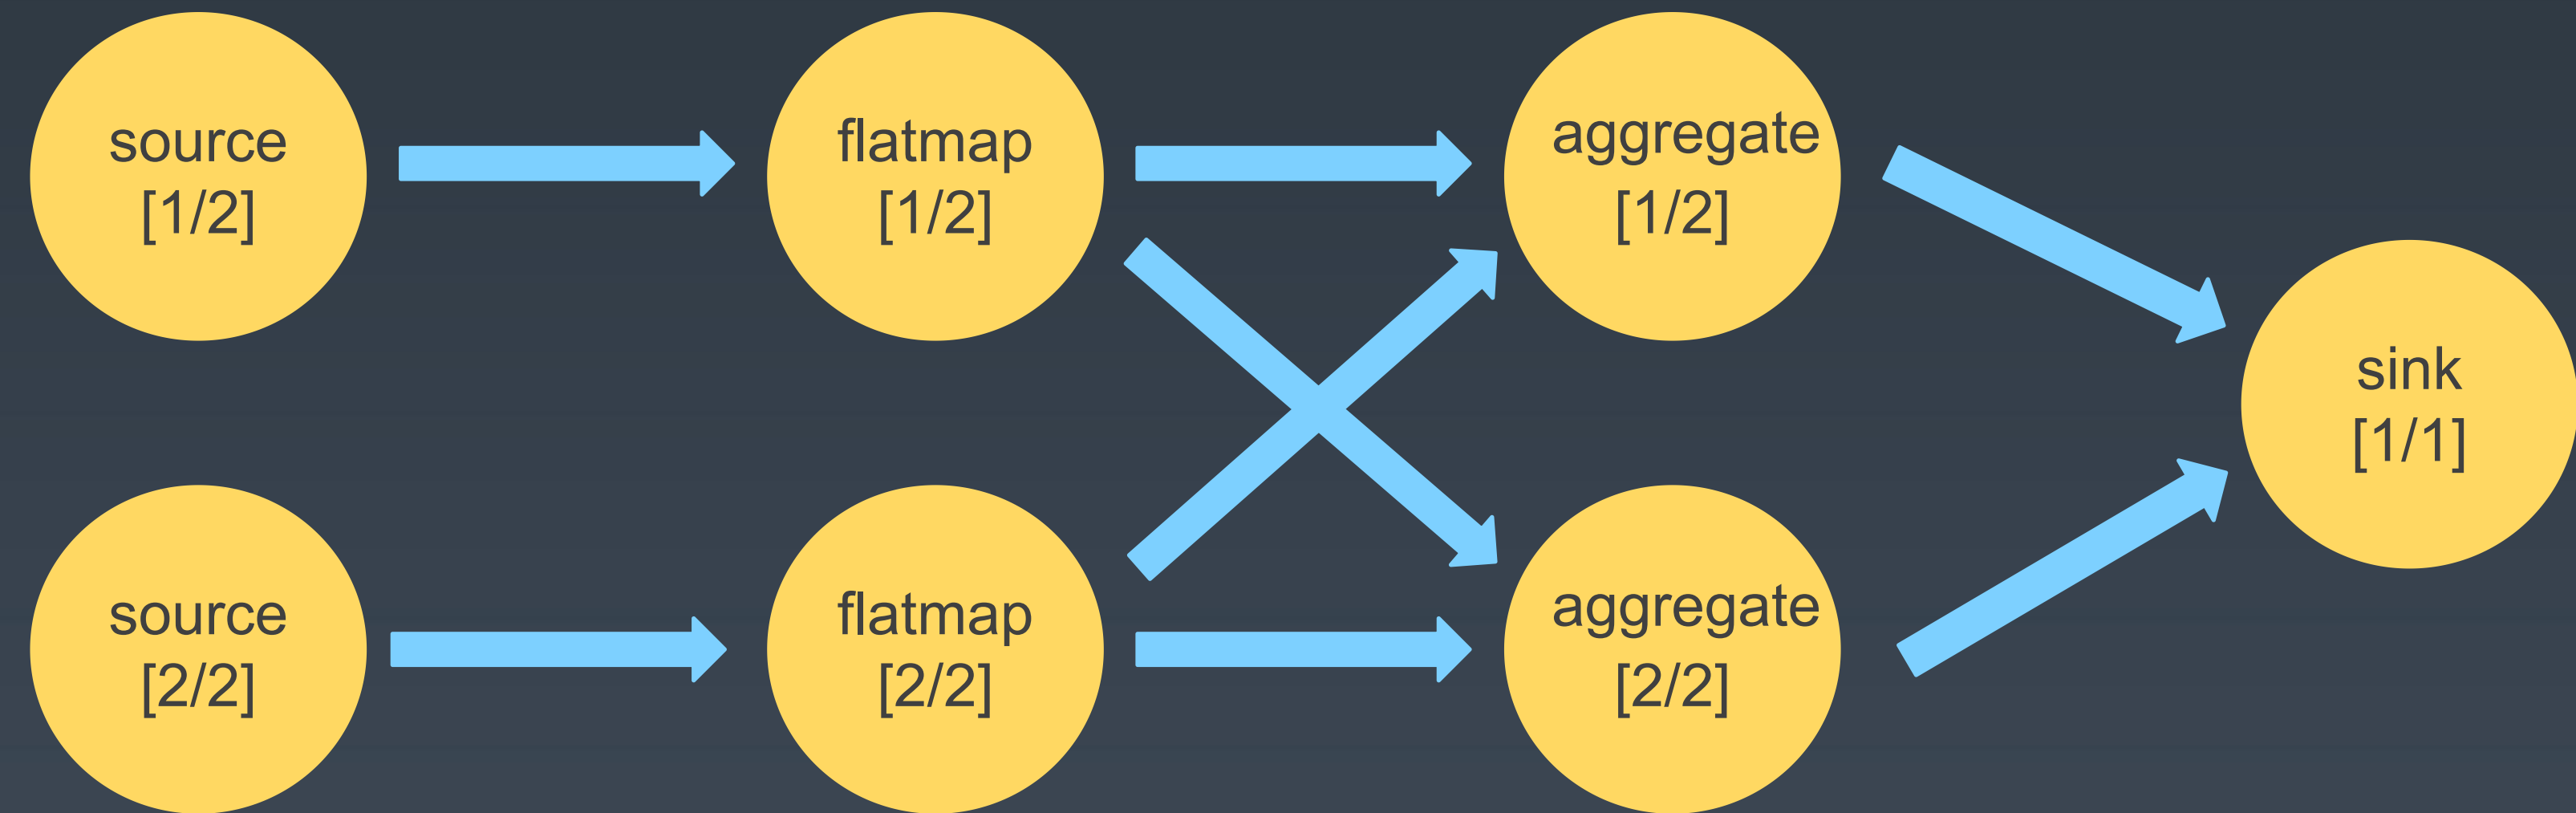 source
[1/2]
flatmap
[1/2]
aggregate
[1/2]
sink
[1/1]
source
[2/2]
flatmap
[2/2]
aggregate
[2/2]